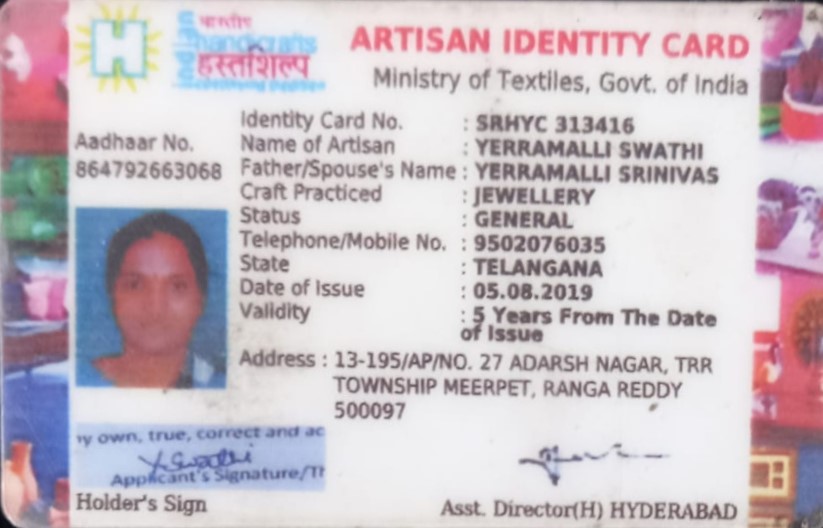 भारतीय
handicrafts
हस्तशिल्प
ARTISAN IDENTITY CARD
Ministry of Textiles, Govt. of India
Aadhaar No.
864792663068
Identity Card No. : SRHYC 313416
Name of Artisan : YERRAMALLI SWATHI
Father/Spouse's Name : YERRAMALLI SRINIVAS
Craft Practiced : JEWELLERY
Status : GENERAL
Telephone/Mobile No. : 9502076035
State : TELANGANA
Date of Issue : 05.08.2019
Validity : 5 Years From The Date
of Issue
Address : 13-195/AP/NO. 27 ADARSH NAGAR, TRR
TOWNSHIP MEERPET, RANGA REDDY
500097
y own, true, correct and ac
Y. Swathi
Applicant's Signature/Th
Holder's Sign
Asst. Director(H) HYDERABAD